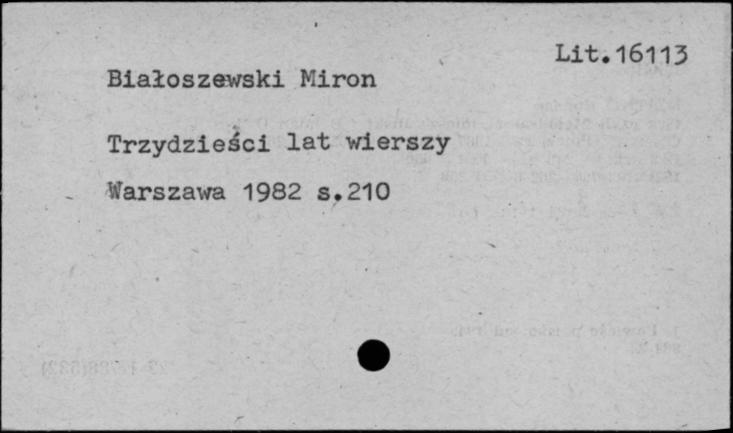 Lit.16113
Białoszewski Miron
Trzydzieści lat wierszy
Warszawa 1982 s.210